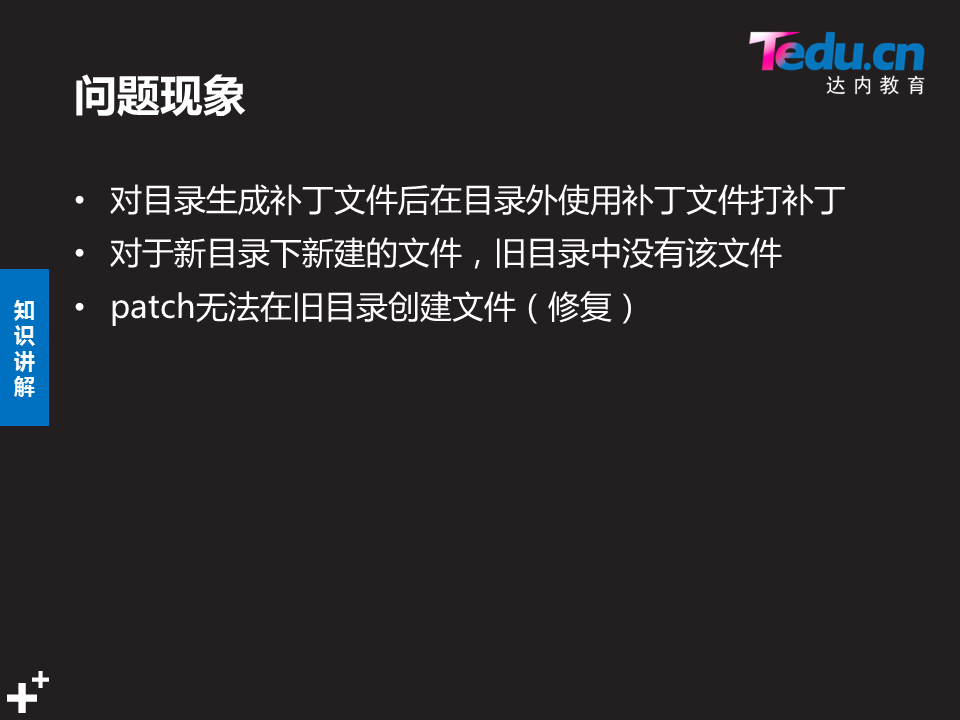 Tedu.cn
达内教育
问题现象
• 对目录生成补丁文件后在目录外使用补丁文件打补丁
• 对于新目录下新建的文件，旧目录中没有该文件
• patch无法在旧目录创建文件（修复）
知
识
讲
解